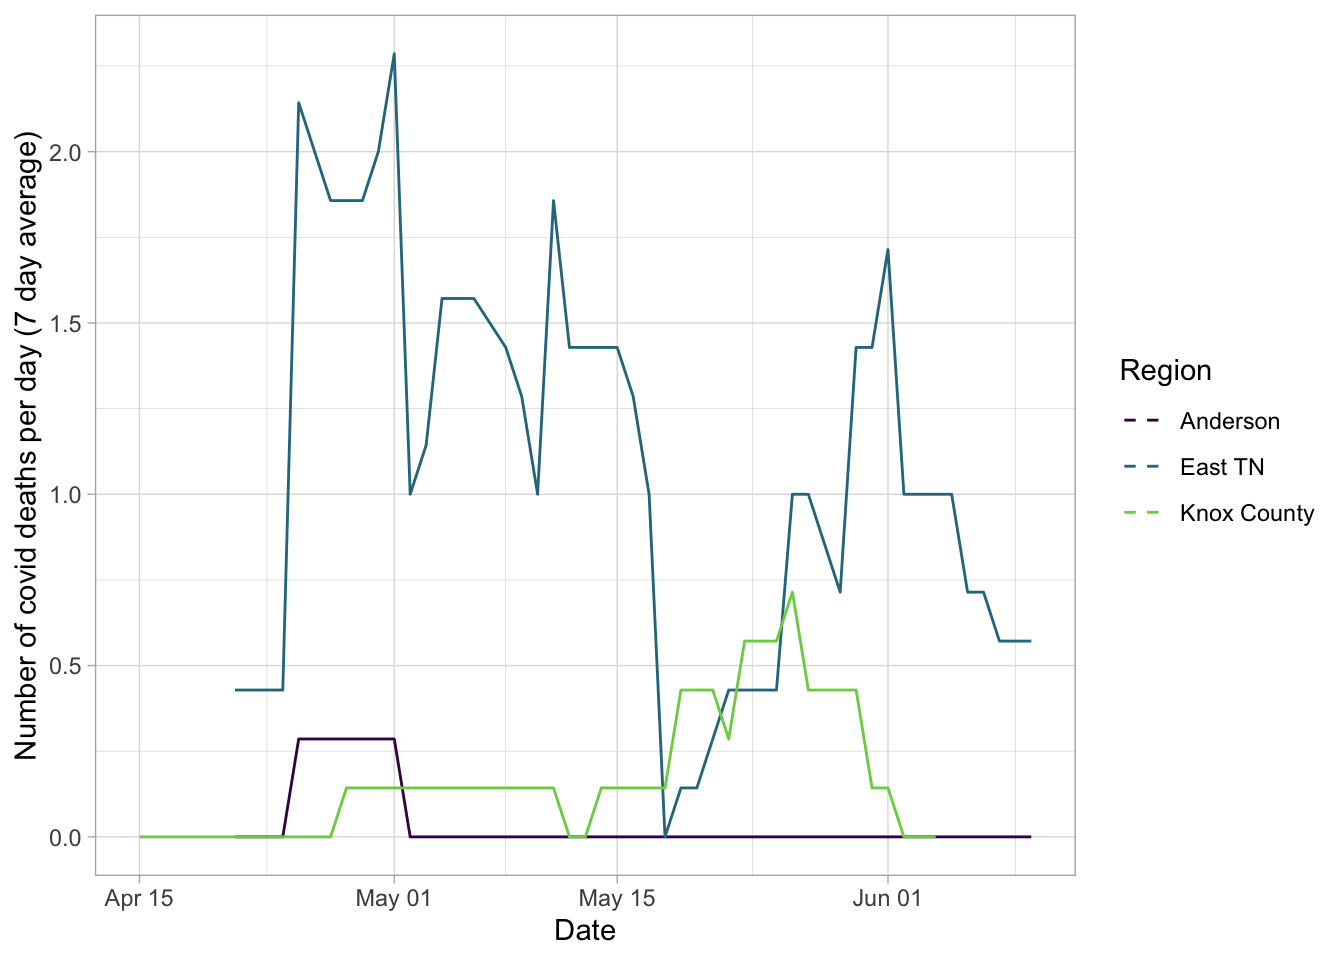 Number of covid deaths per day (7 day average)
2.0
1.5
1.0
0.5
0.0
Apr 15
May 01
May 15
Jun 01
Date
Region
Anderson
East TN
Knox County